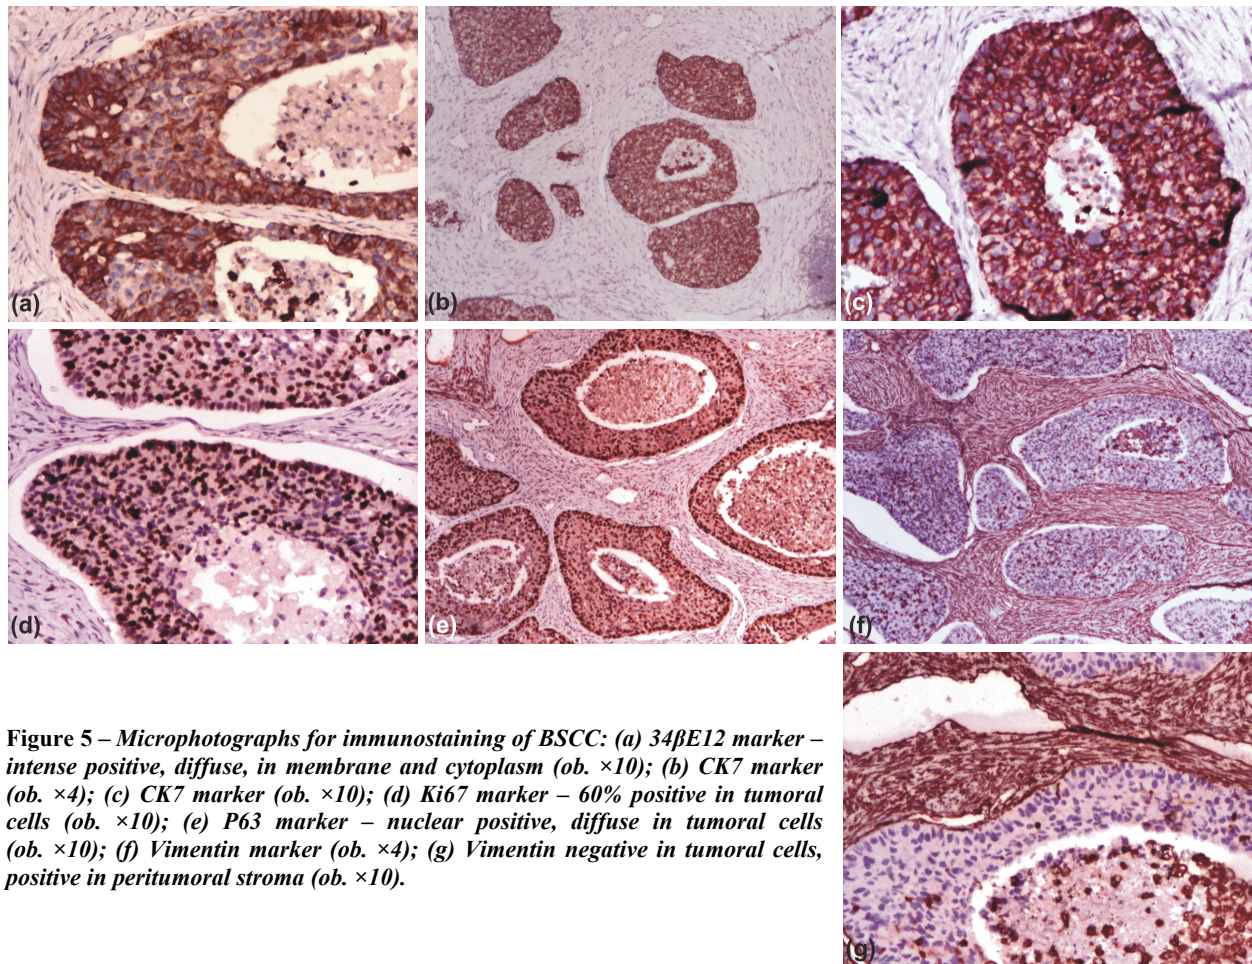 (a)
(b)
(c)
(d)
(e)
(f)
(g)
Figure 5 – Microphotographs for immunostaining of BSCC: (a) 34βE12 marker –
intense positive, diffuse, in membrane and cytoplasm (ob. ×10); (b) CK7 marker
(ob. ×4); (c) CK7 marker (ob. ×10); (d) Ki67 marker – 60% positive in tumoral
cells (ob. ×10); (e) P63 marker – nuclear positive, diffuse in tumoral cells
(ob. ×10); (f) Vimentin marker (ob. ×4); (g) Vimentin negative in tumoral cells,
positive in peritumoral stroma (ob. ×10).